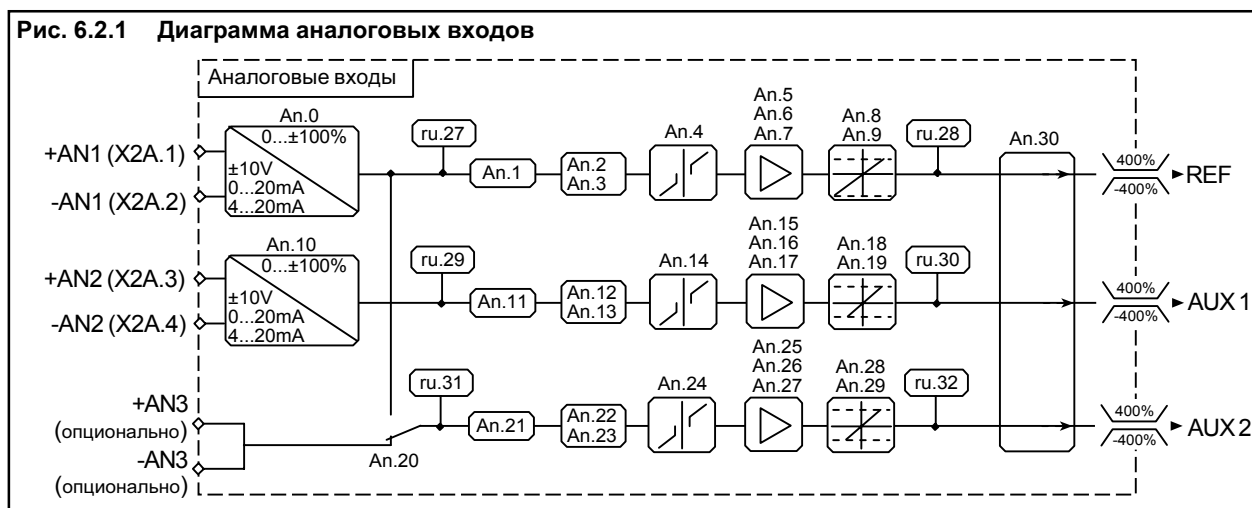 Рис. 6.2.1 Диаграмма аналоговых входов
Аналоговые входы
+AN1 (X2A.1)
-AN1 (X2A.2)
An.0
0...±100%
±10V
0...20mA
4...20mA
ru.27
An.1
An.2
An.3
An.4
An.5
An.6
An.7
An.8
An.9
ru.28
An.30
400%
-400%
REF
+AN2 (X2A.3)
-AN2 (X2A.4)
An.10
0...±100%
±10V
0...20mA
4...20mA
ru.29
An.11
An.12
An.13
An.14
An.15
An.16
An.17
An.18
An.19
ru.30
400%
-400%
AUX 1
+AN3
(опционально)
-AN3
(опционально)
An.20
ru.31
An.21
An.22
An.23
An.24
An.25
An.26
An.27
An.28
An.29
ru.32
400%
-400%
AUX 2